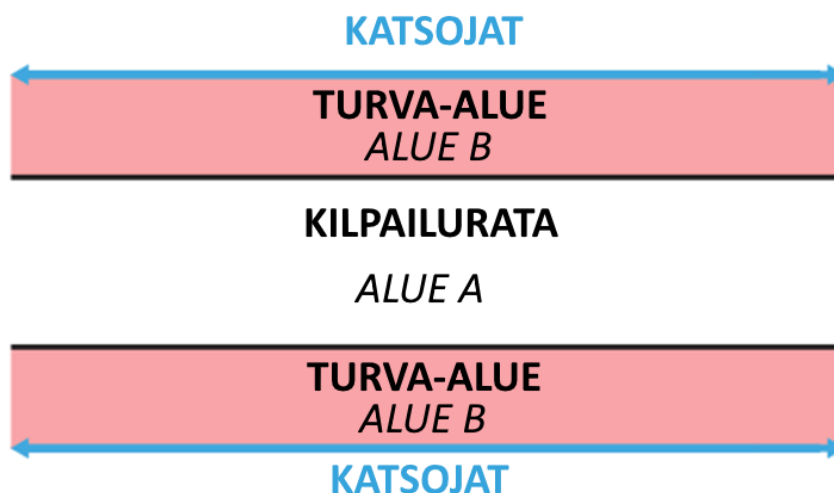 KATSOJAT
TURVA-ALUE
ALUE B
KILPAILURATA
ALUE A
TURVA-ALUE
ALUE B
KATSOJAT